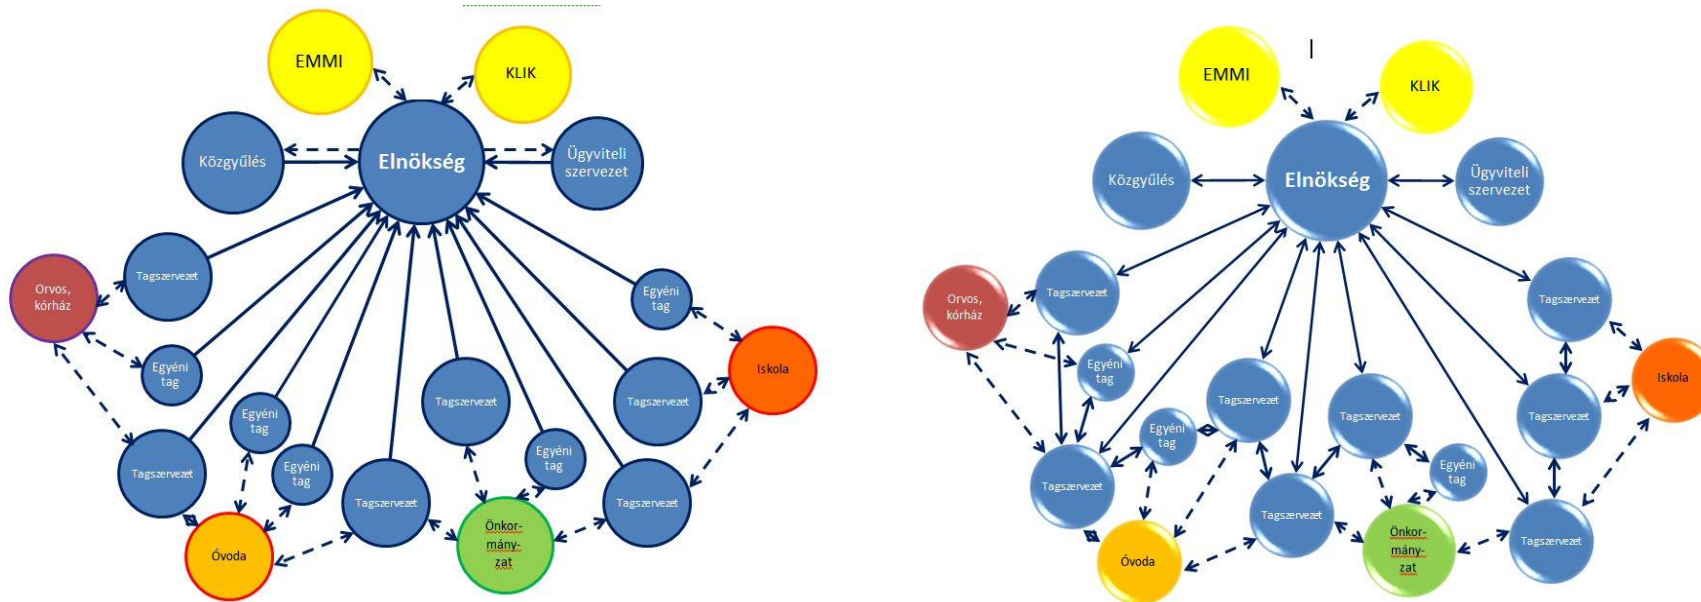 EMMI
KLIK
Közgyűlés
Elnökség
Ügyviteli
szervezet
Tagszervezet
Orvos,
kórház
Egyéni
tag
Egyéni
tag
Iskola
Tagszervezet
Tagszervezet
Egyéni
tag
Egyéni
tag
Egyéni
tag
Tagszervezet
Tagszervezet
Tagszervezet
Óvoda
Önkor-
mány-
zat
EMMI
KLIK
Közgyűlés
Elnökség
Ügyviteli
szervezet
Orvos,
kórház
Tagszervezet
Tagszervezet
Egyéni
tag
Iskola
Tagszervezet
Tagszervezet
Tagszervezet
Egyéni
tag
Egyéni
tag
Tagszervezet
Tagszervezet
Tagszervezet
Óvoda
Önkor-
mány-
zat